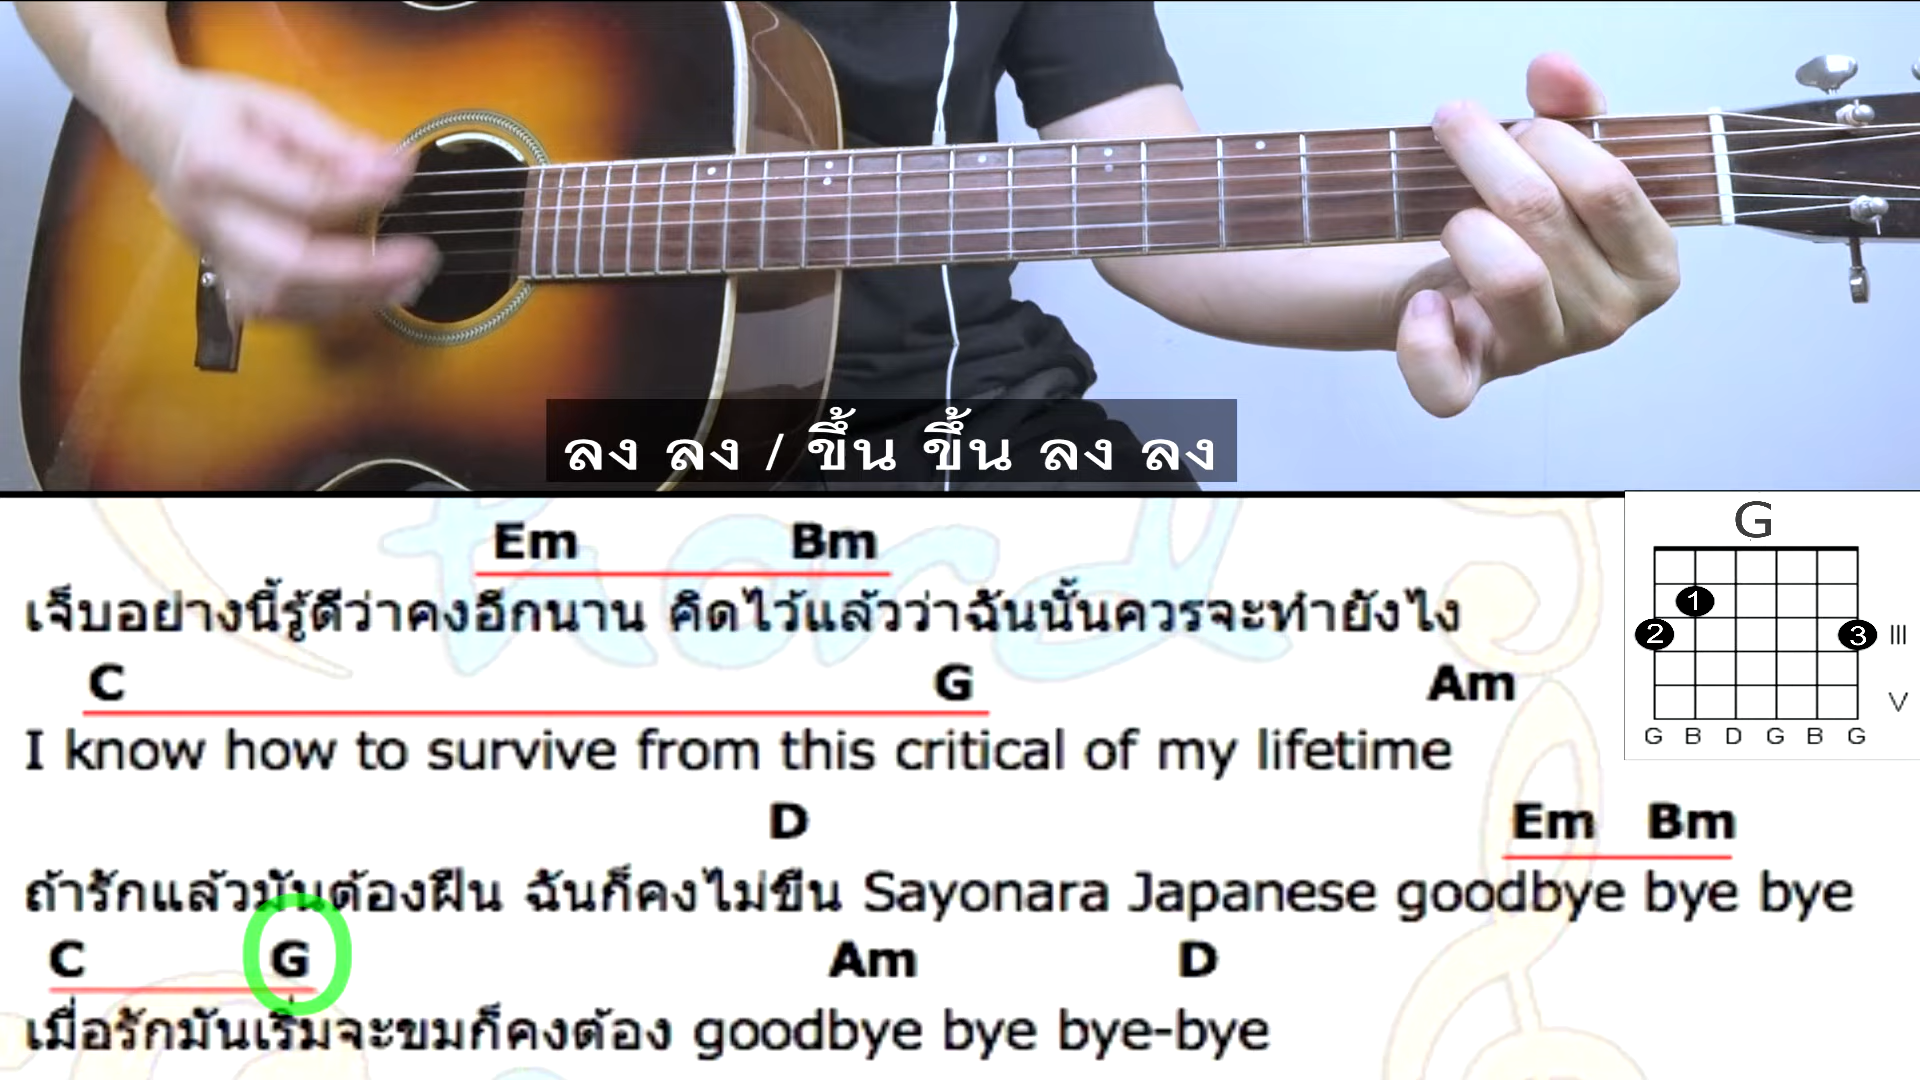 ลง ลง / ขึ้น ขึ้น ลง ลง
Em Bm
เจ็บอย่างนี้รู้ดีว่าคงอีกนาน คิดไว้แล้วว่าฉันนั้นควรจะทำยังไง
C G Am
I know how to survive from this critical of my lifetime
D Em Bm
ถ้ารักแล้วมันต้องฝืน ฉันก็คงไม่ขืน Sayonara Japanese goodbye bye bye
C G Am D
เมื่อรักมันเริ่มจะขมก็คงต้อง goodbye bye bye-bye
G
1
2 3 III
V
G B D G B G
Kord